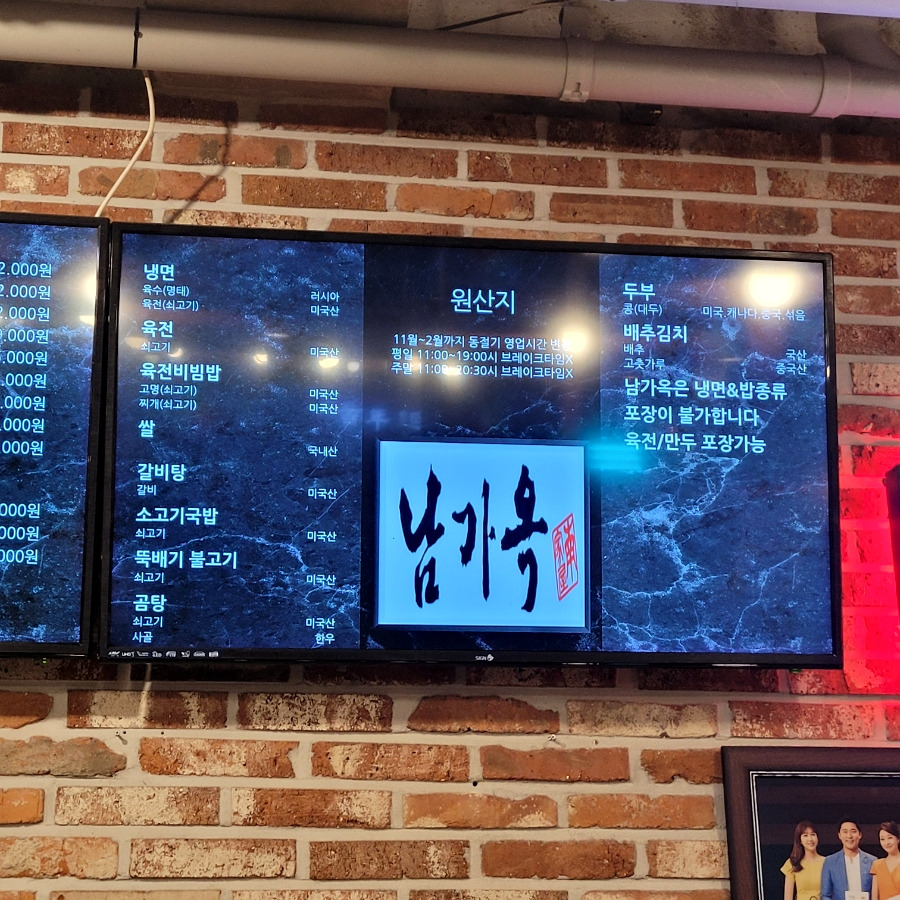 2.000원
2.000원
2.000원
.000원
.000원
.000원
.000원
.000원
.000원
000원
000원
000원
냉면
육수(명태) 러시아
육전(쇠고기) 미국산
육전
쇠고기 미국산
육전비빔밥
고명(쇠고기) 미국산
찌개(쇠고기) 미국산
쌀
국내산
갈비탕
갈비 미국산
소고기국밥
쇠고기 미국산
뚝배기 불고기
쇠고기 미국산
곰탕
쇠고기 미국산
사골 한우
원산지
11월~2월까지 동절기 영업시간
평일 11:00~19:00시 브레이크타임X
주말 20:30시 브레이크타임X
남가옥
南家屋
두부
콩(대두) 미국,캐나다,중국,섞음
배추김치
배추 국산
고춧가루 중국산
남가옥은 냉면&밥종류
포장이 불가합니다
육전/만두 포장가능
SIGN